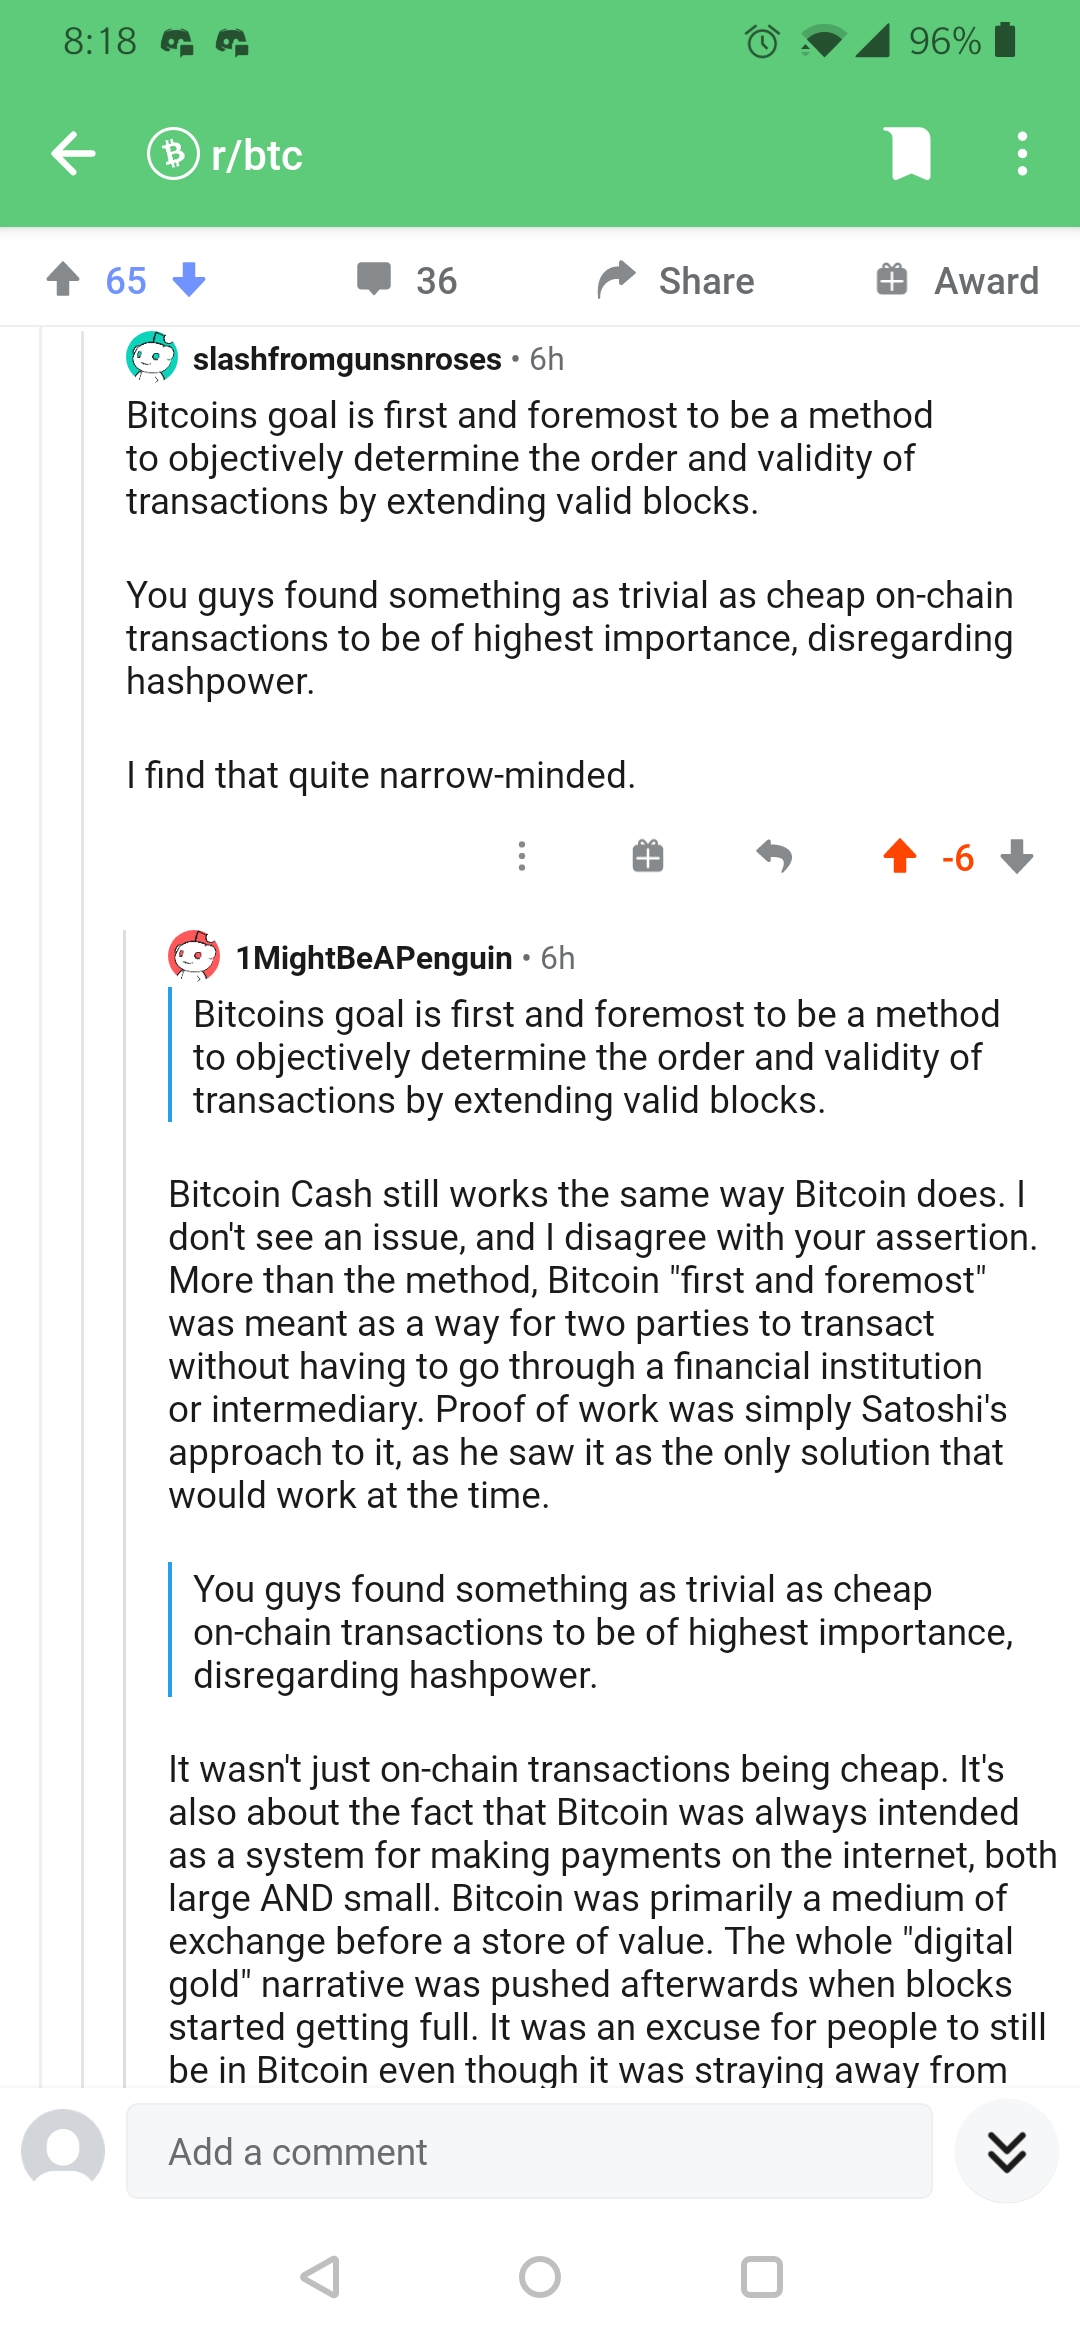 8:18 96%
r/btc
65 36 Share Award
slashfromgunsnroses • 6h
Bitcoins goal is first and foremost to be a method
to objectively determine the order and validity of
transactions by extending valid blocks.
You guys found something as trivial as cheap on-chain
transactions to be of highest importance, disregarding
hashpower.
I find that quite narrow-minded.
-6
1MightBeAPenguin • 6h
Bitcoins goal is first and foremost to be a method
to objectively determine the order and validity of
transactions by extending valid blocks.
Bitcoin Cash still works the same way Bitcoin does. I
don't see an issue, and I disagree with your assertion.
More than the method, Bitcoin "first and foremost"
was meant as a way for two parties to transact
without having to go through a financial institution
or intermediary. Proof of work was simply Satoshi's
approach to it, as he saw it as the only solution that
would work at the time.
You guys found something as trivial as cheap
on-chain transactions to be of highest importance,
disregarding hashpower.
It wasn't just on-chain transactions being cheap. It's
also about the fact that Bitcoin was always intended
as a system for making payments on the internet, both
large AND small. Bitcoin was primarily a medium of
exchange before a store of value. The whole "digital
gold" narrative was pushed afterwards when blocks
started getting full. It was an excuse for people to still
be in Bitcoin even though it was straying away from
Add a comment